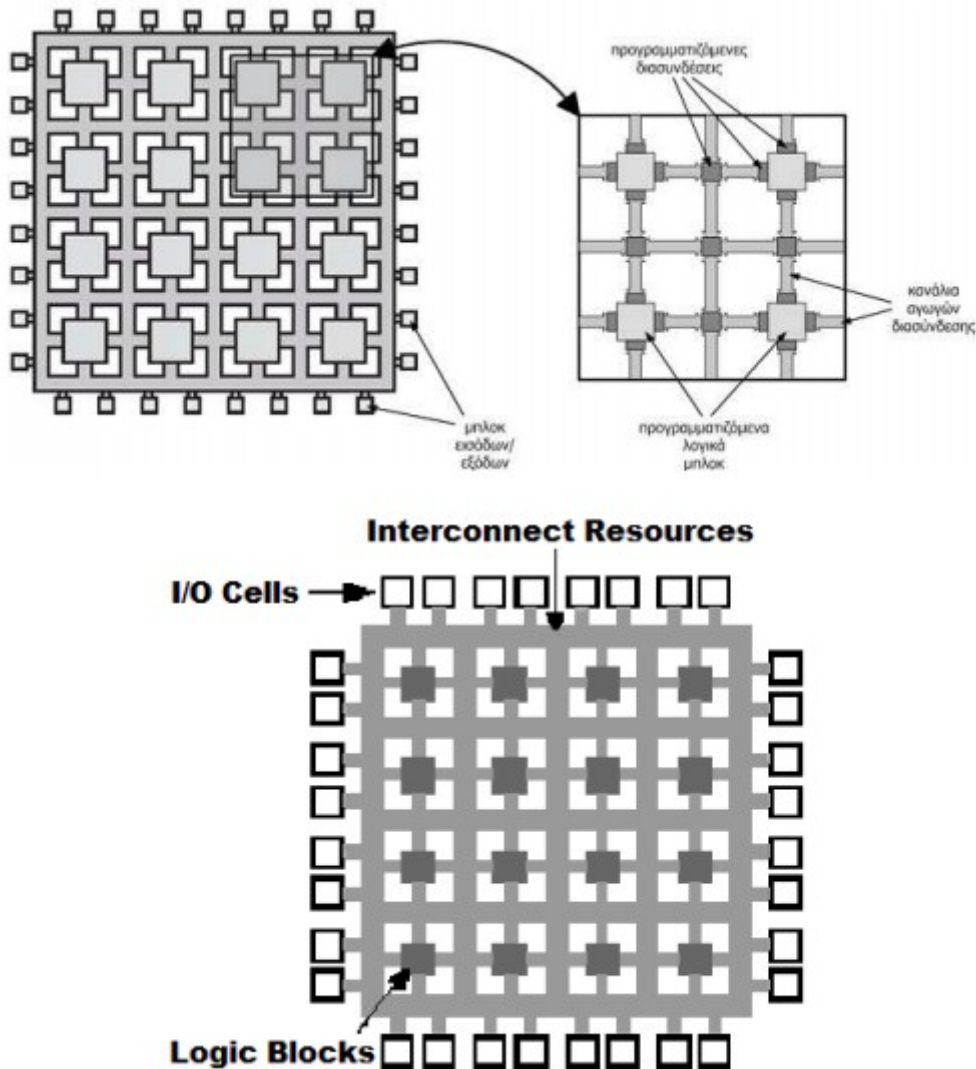 προγραμματιζόμενες
διασυνδέσεις
κανάλια
αγωγών
διασύνδεσης
μπλοκ
εισόδων/
εξόδων
προγραμματιζόμενα
λογικά
μπλοκ
Interconnect Resources
I/O Cells
Logic Blocks